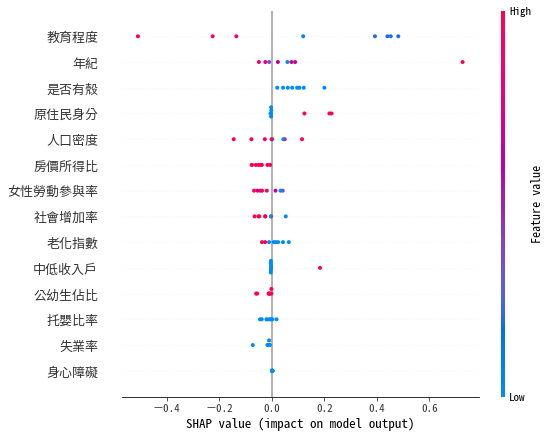 High
教育程度
年紀
是否有殼
原住民身分
人口密度
房價所得比
女性勞動參與率
社會增加率
老化指數
中低收入戶
公幼生佔比
托嬰比率
失業率
身心障礙
Feature value
Low
−0.4 −0.2 0.0 0.2 0.4 0.6
SHAP value (impact on model output)